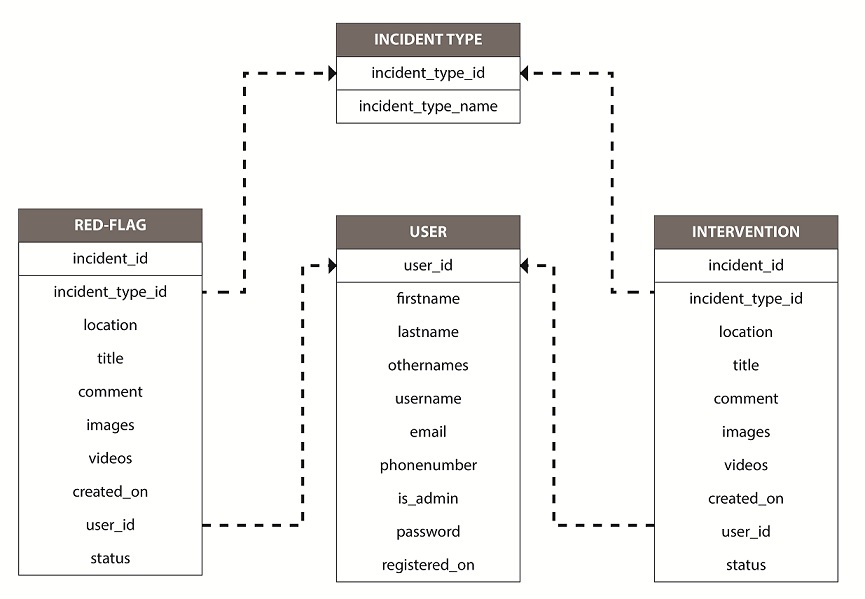 INCIDENT TYPE
incident_type_id
incident_type_name
RED-FLAG
incident_id
incident_type_id
location
title
comment
images
videos
created_on
user_id
status
USER
user_id
firstname
lastname
othernames
username
email
phonenumber
is_admin
password
registered_on
INTERVENTION
incident_id
incident_type_id
location
title
comment
images
videos
created_on
user_id
status